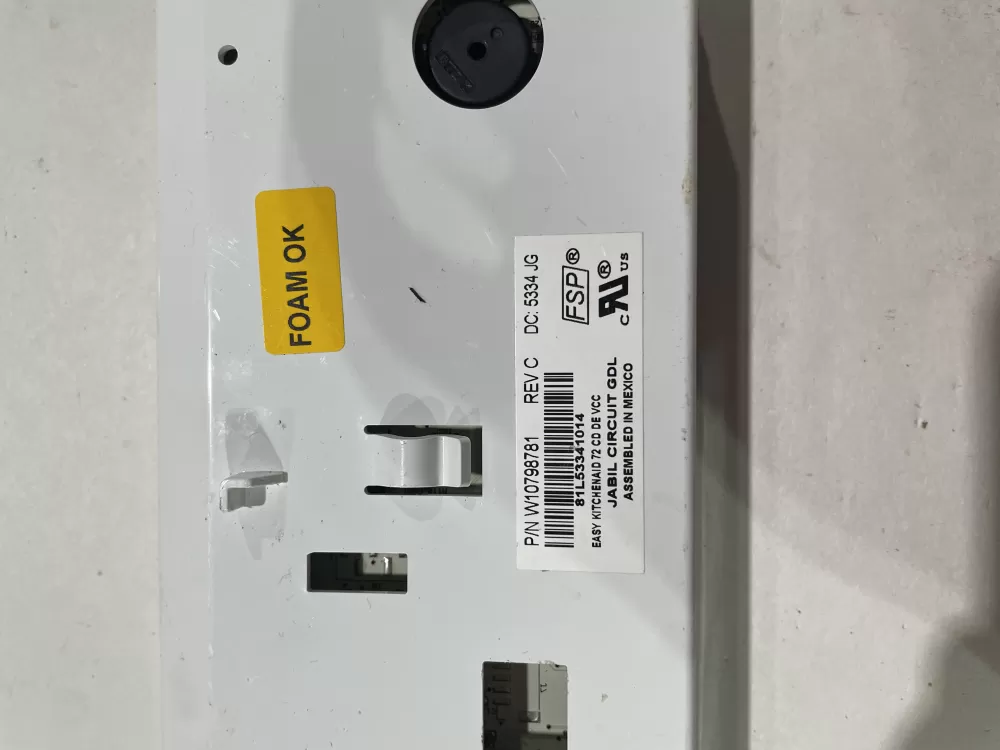 FOAM OK
P/N W10798781 REV C DC: 5334 JG
81L53341014
EASY KITCHENAID 72 CD DE VCC
JABIL CIRCUIT GDL
ASSEMBLED IN MEXICO
FSP®
C RU® US